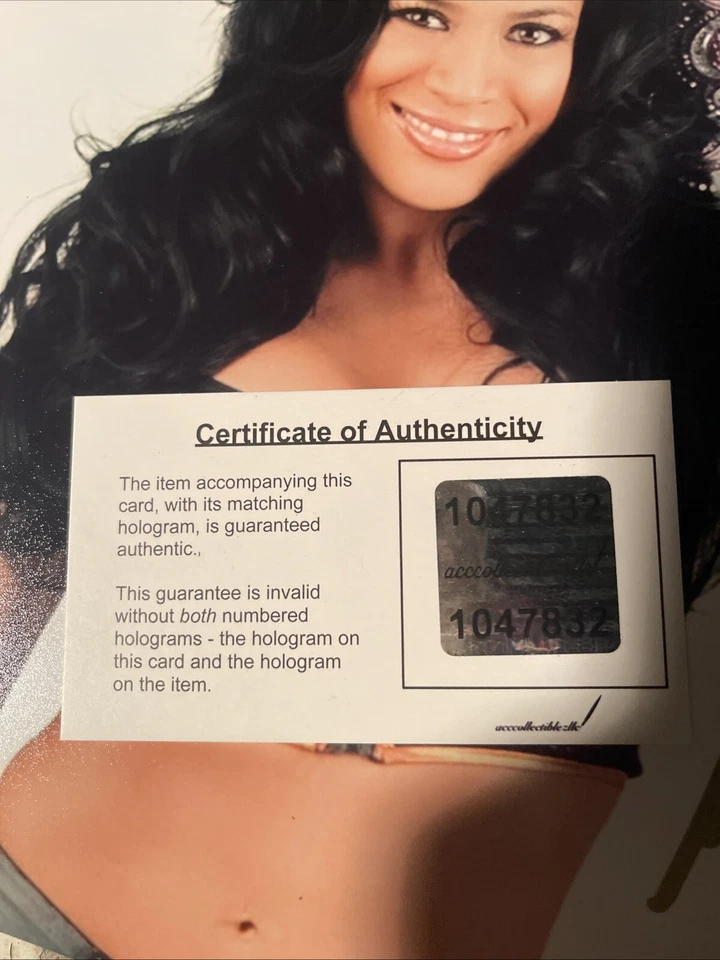 Certificate of Authenticity
The item accompanying this
card, with its matching
hologram, is guaranteed
authentic.,
This guarantee is invalid
without both numbered
holograms - the hologram on
this card and the hologram
on the item.
1047832
1047832
acccollectiblezllc